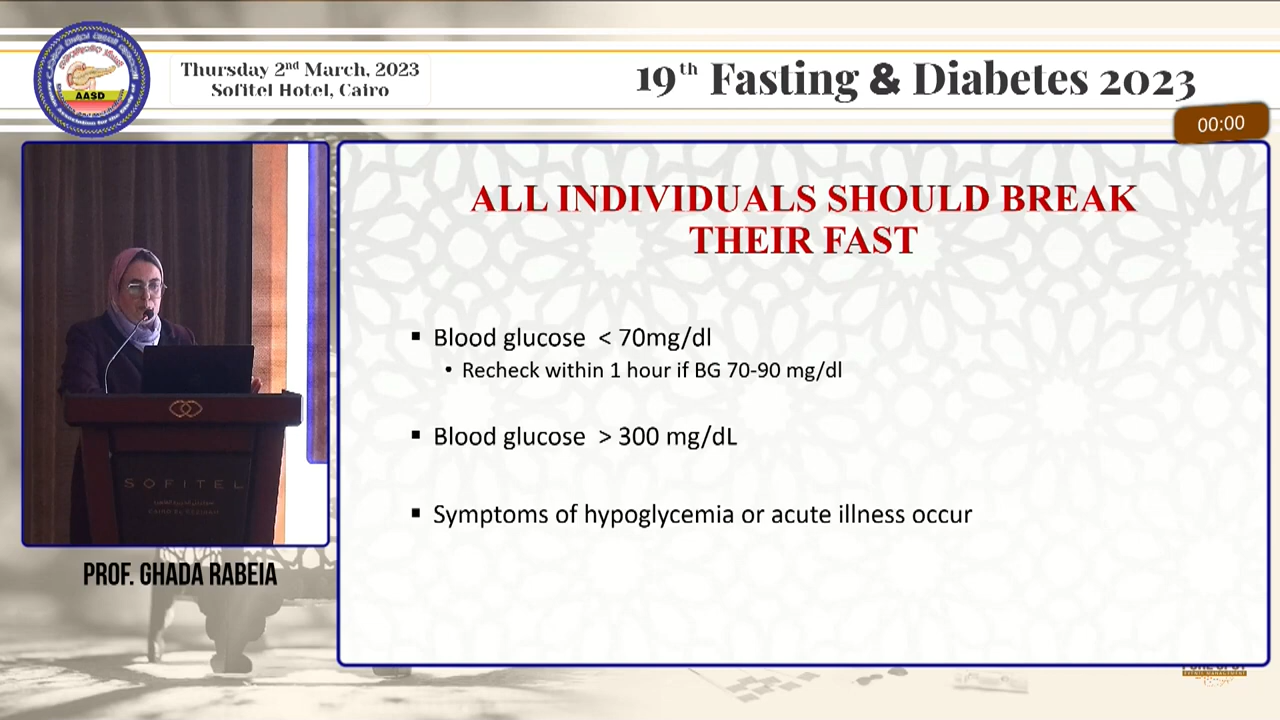 AASD
Thursday 2nd March, 2023
Sofitel Hotel, Cairo
19th Fasting & Diabetes 2023
00:00
ALL INDIVIDUALS SHOULD BREAK
THEIR FAST
▪ Blood glucose < 70mg/dl
• Recheck within 1 hour if BG 70-90 mg/dl
▪ Blood glucose > 300 mg/dL
▪ Symptoms of hypoglycemia or acute illness occur
SOFITEL
PROF. GHADA RABEIA